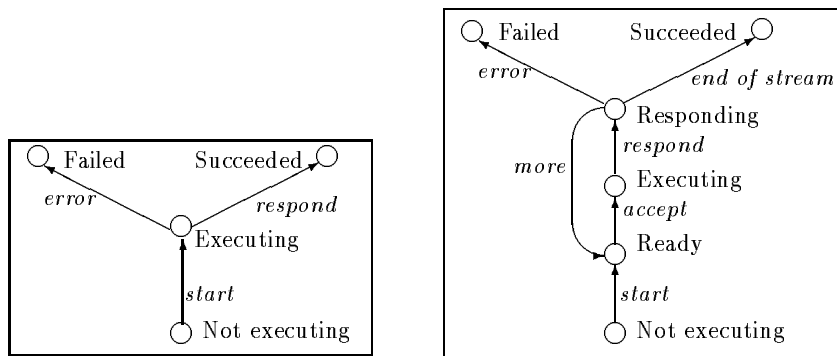 Failed
Succeeded
error
respond
Executing
start
Not executing
Failed
Succeeded
error
end of stream
Responding
respond
more
Executing
accept
Ready
start
Not executing